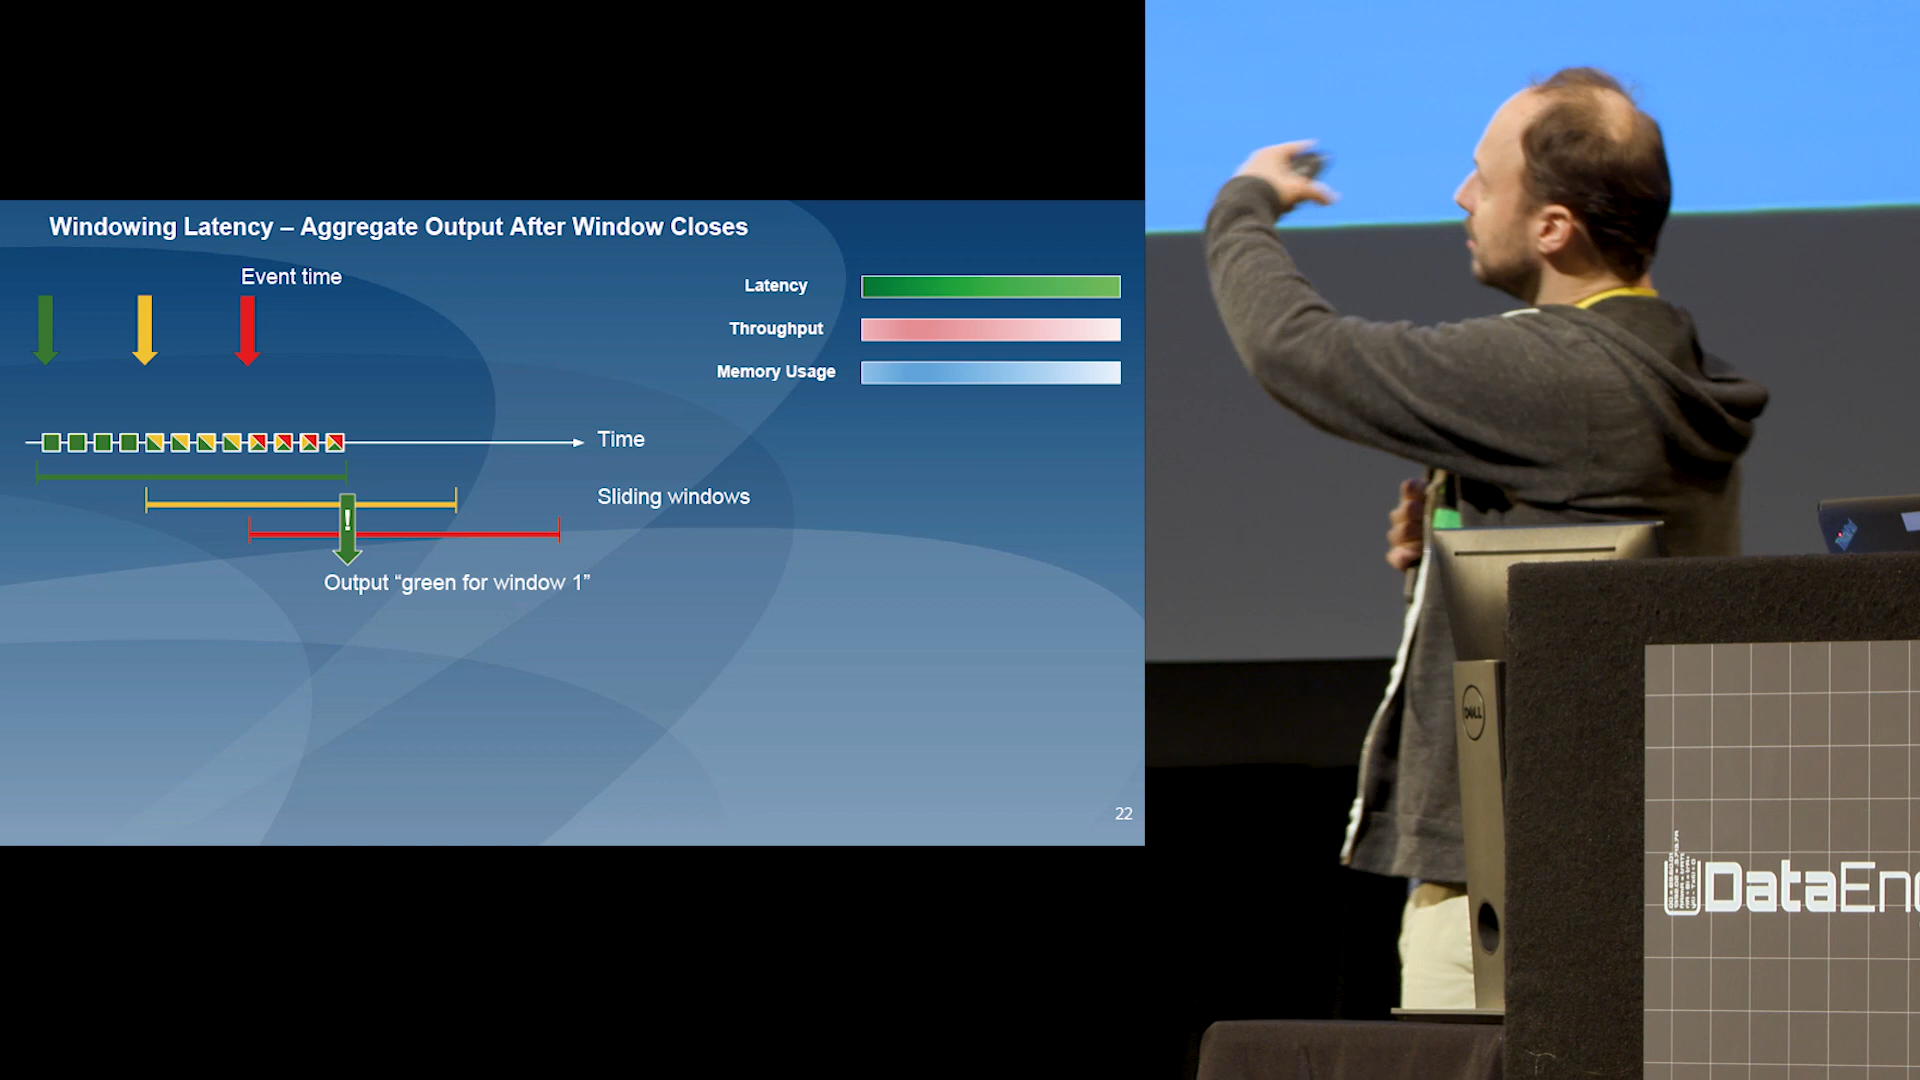 Windowing Latency – Aggregate Output After Window Closes
Event time
Latency
Throughput
Memory Usage
Time
Sliding windows
!
Output “green for window 1”
22
DELL
DataEng